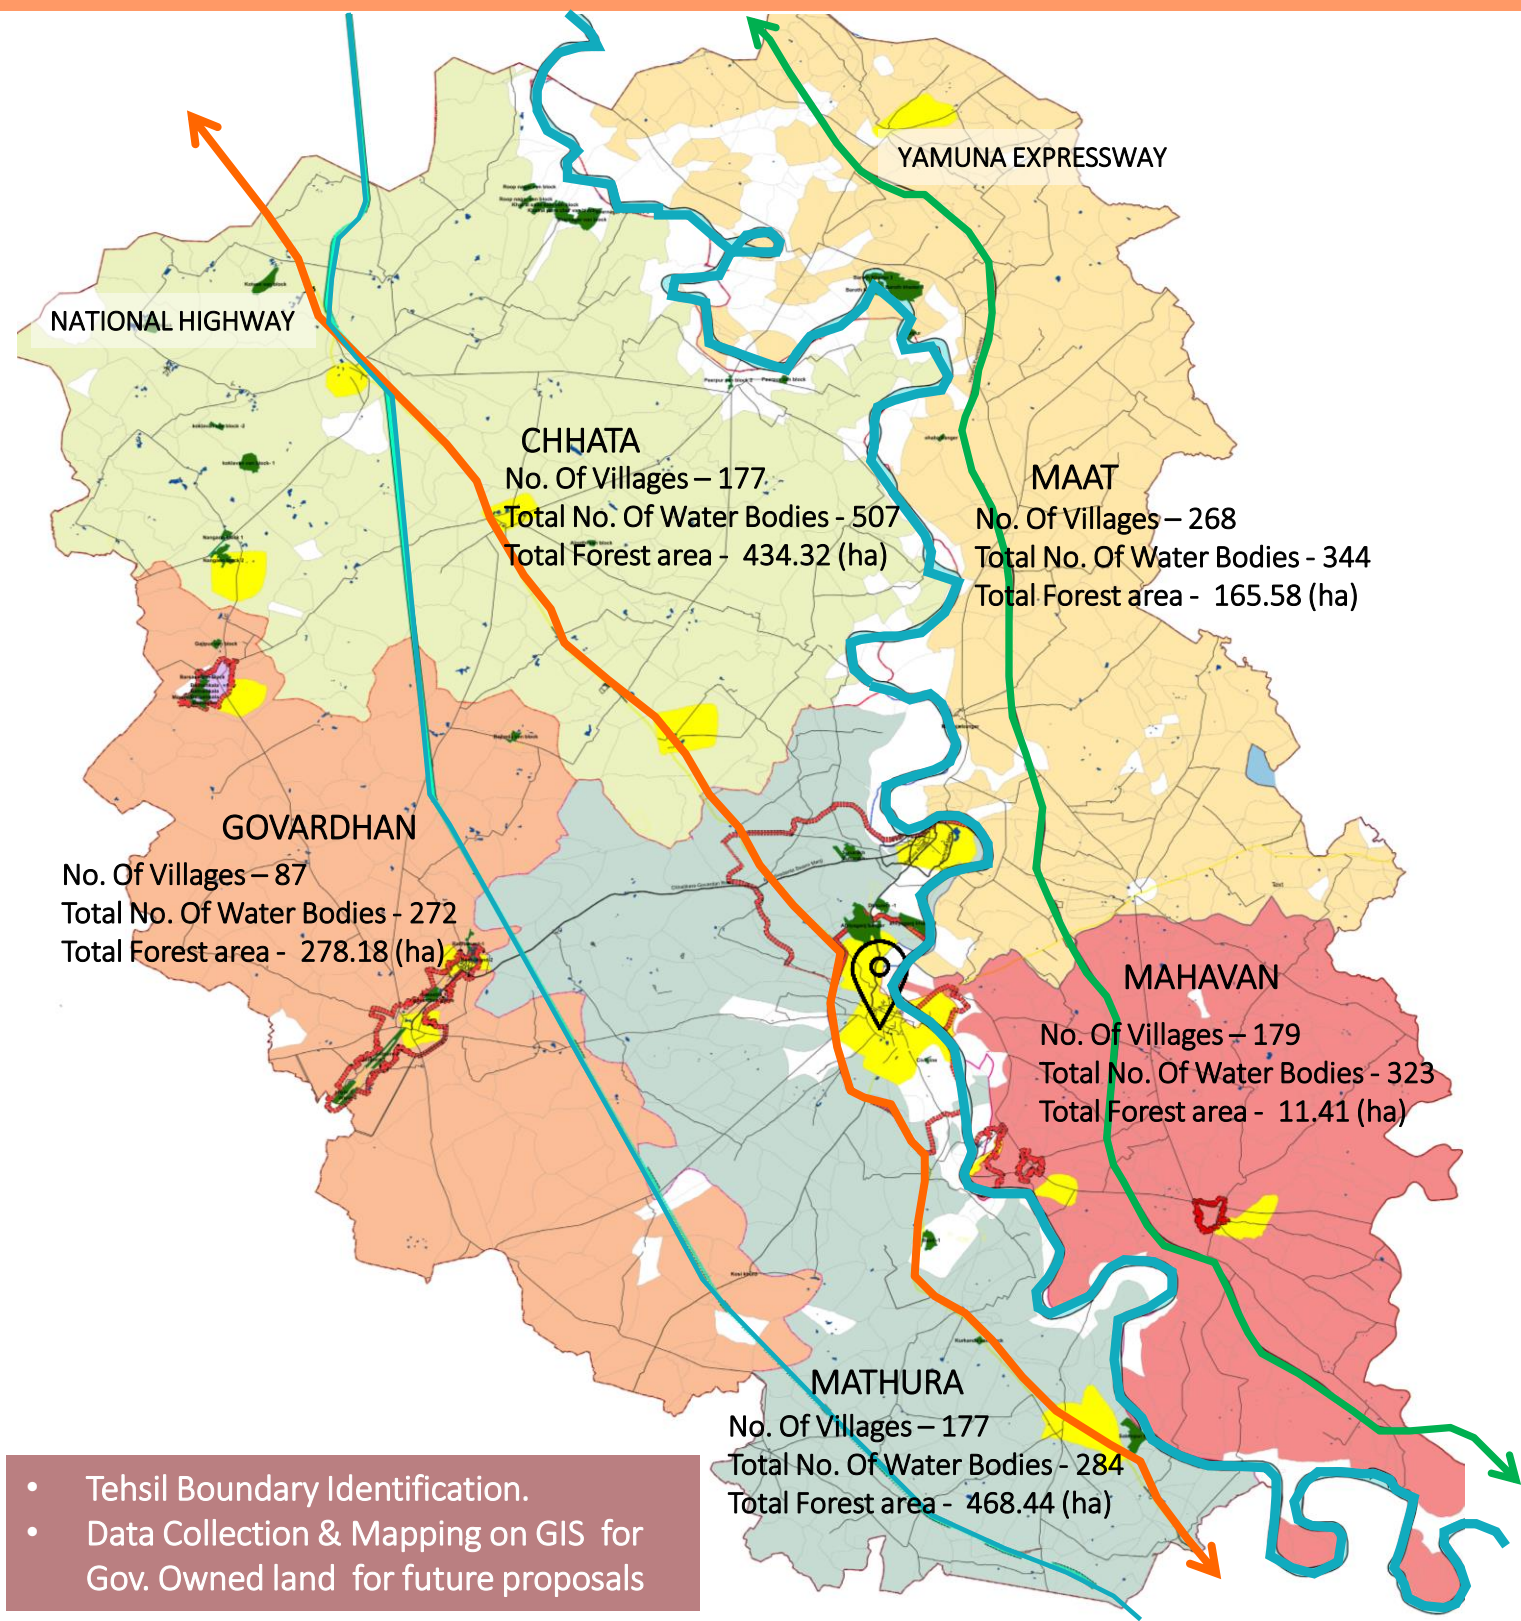 YAMUNA EXPRESSWAY
NATIONAL HIGHWAY
CHHATA
No. Of Villages – 177
Total No. Of Water Bodies - 507
Total Forest area - 434.32 (ha)
MAAT
No. Of Villages – 268
Total No. Of Water Bodies - 344
Total Forest area - 165.58 (ha)
GOVARDHAN
No. Of Villages – 87
Total No. Of Water Bodies - 272
Total Forest area - 278.18 (ha)
MAHAVAN
No. Of Villages – 179
Total No. Of Water Bodies - 323
Total Forest area - 11.41 (ha)
MATHURA
No. Of Villages – 177
Total No. Of Water Bodies - 284
Total Forest area - 468.44 (ha)
• Tehsil Boundary Identification.
• Data Collection & Mapping on GIS for
Gov. Owned land for future proposals